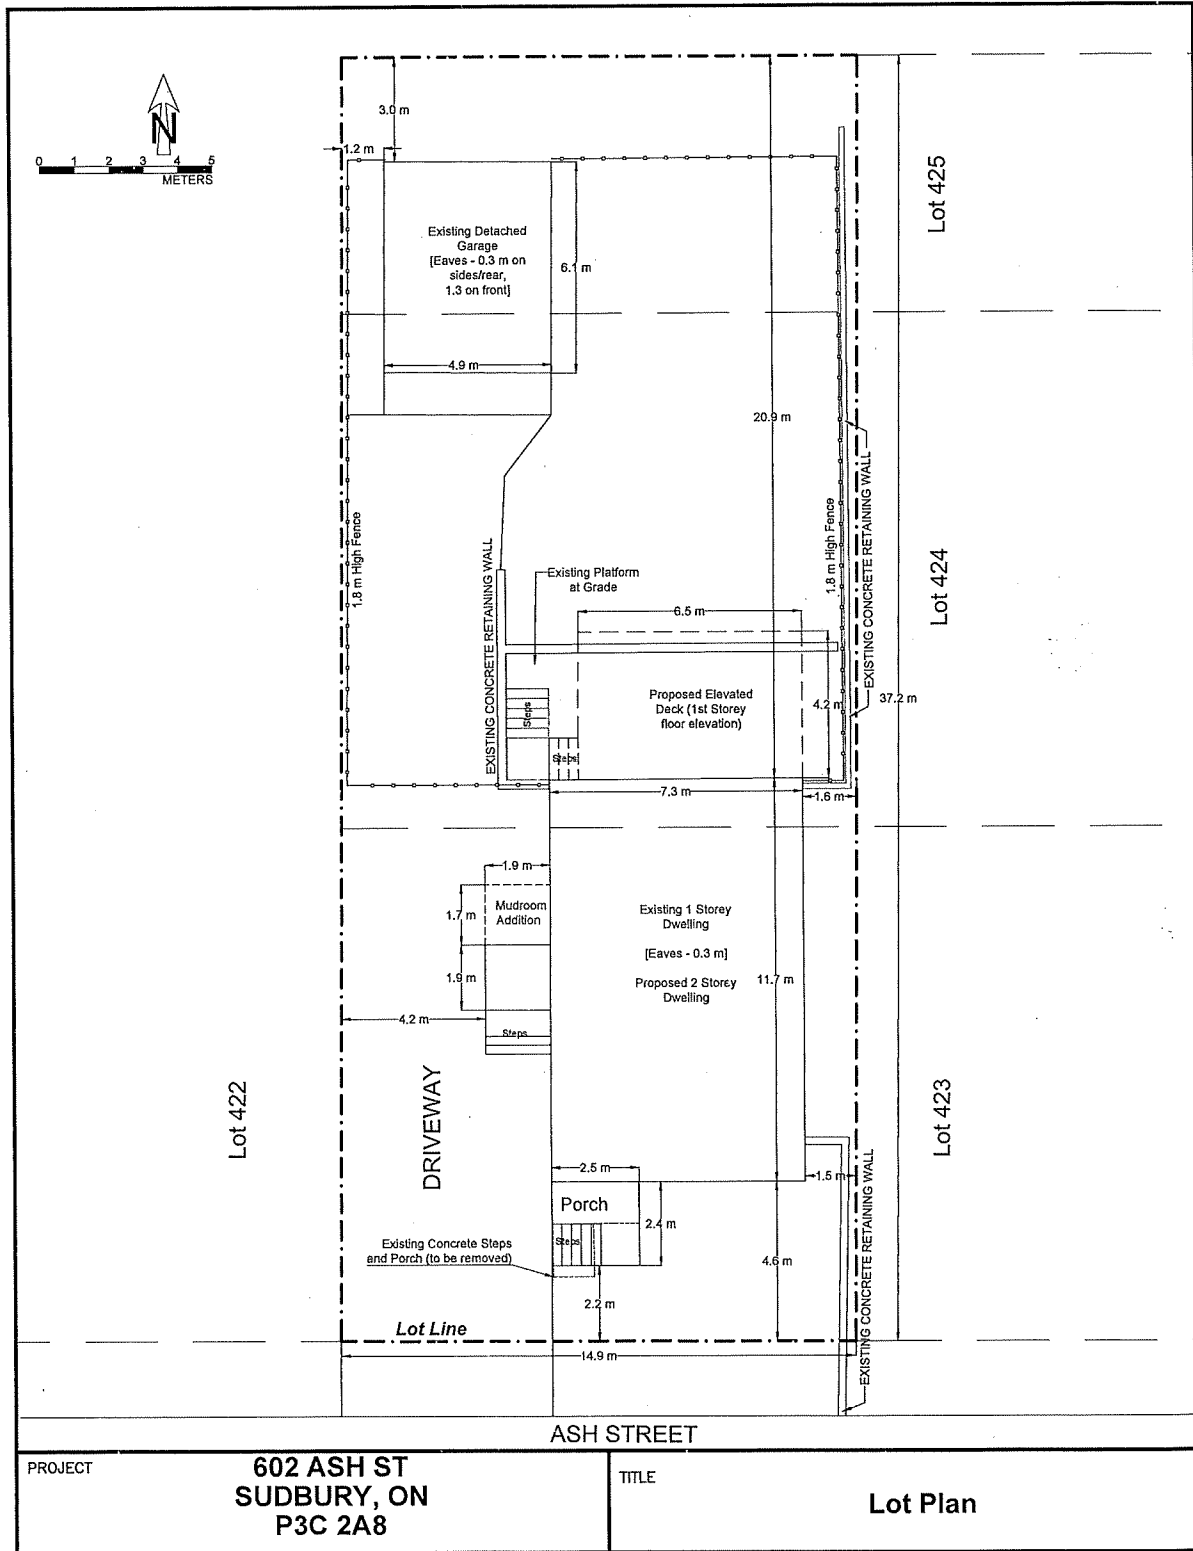 3.0 m
N
0 1 2 3 4 5
METERS
1.2 m
Lot 425
Existing Detached
Garage
[Eaves - 0.3 m on
sides/rear,
1.3 on front]
6.1 m
4.9 m
20.9 m
EXISTING CONCRETE RETAINING WALL
1.8 m High Fence
1.8 m High Fence
EXISTING CONCRETE RETAINING WALL
Lot 424
Existing Platform
at Grade
6.5 m
37.2 m
Proposed Elevated
Deck (1st Storey
floor elevation)
4.2 m
Steps
Steps
7.3 m
1.6 m
1.9 m
Mudroom
Addition
1.7 m
Existing 1 Storey
Dwelling
[Eaves - 0.3 m]
Proposed 2 Storey
Dwelling
1.9 m
11.7 m
4.2 m
Steps
Lot 422
DRIVEWAY
Lot 423
2.5 m
1.5 m
Porch
2.4 m
Steps
Existing Concrete Steps
and Porch (to be removed)
4.6 m
2.2 m
EXISTING CONCRETE RETAINING WALL
Lot Line
14.9 m
ASH STREET
PROJECT
602 ASH ST
SUDBURY, ON
P3C 2A8
TITLE
Lot Plan